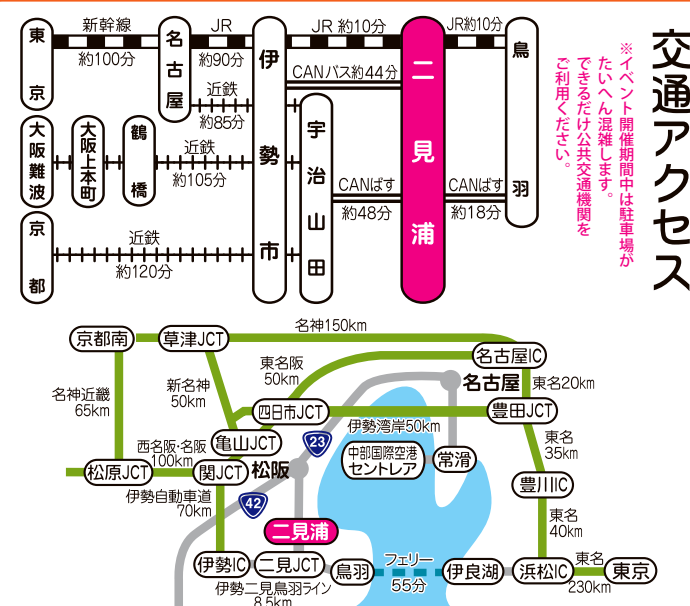 交通アクセス
※イベント開催期間中は駐車場が
たいへん混雑します。
できるだけ公共交通機関を
ご利用ください。
東京
新幹線
約100分
名古屋
JR
約90分
近鉄
約85分
伊勢市
JR 約10分
CANバス約44分
宇治山田
CANばす
約48分
二見浦
JR約10分
CANばす
約18分
鳥羽
大阪難波
大阪上本町
鶴橋
近鉄
約105分
京都
近鉄
約120分
京都南
草津JCT
名神150km
名古屋IC
名古屋
東名20km
東名阪
50km
新名神
50km
名神近畿
65km
四日市JCT
豊田JCT
伊勢湾岸50km
亀山JCT
23
西名阪・名阪
100km
松原JCT
関JCT
松阪
中部国際空港
セントレア
常滑
東名
35km
豊川IC
伊勢自動車道
70km
42
二見浦
東名
40km
伊勢IC
二見JCT
鳥羽
フェリー
55分
伊良湖
浜松IC
東名
230km
東京
伊勢二見鳥羽ライン
8.5km